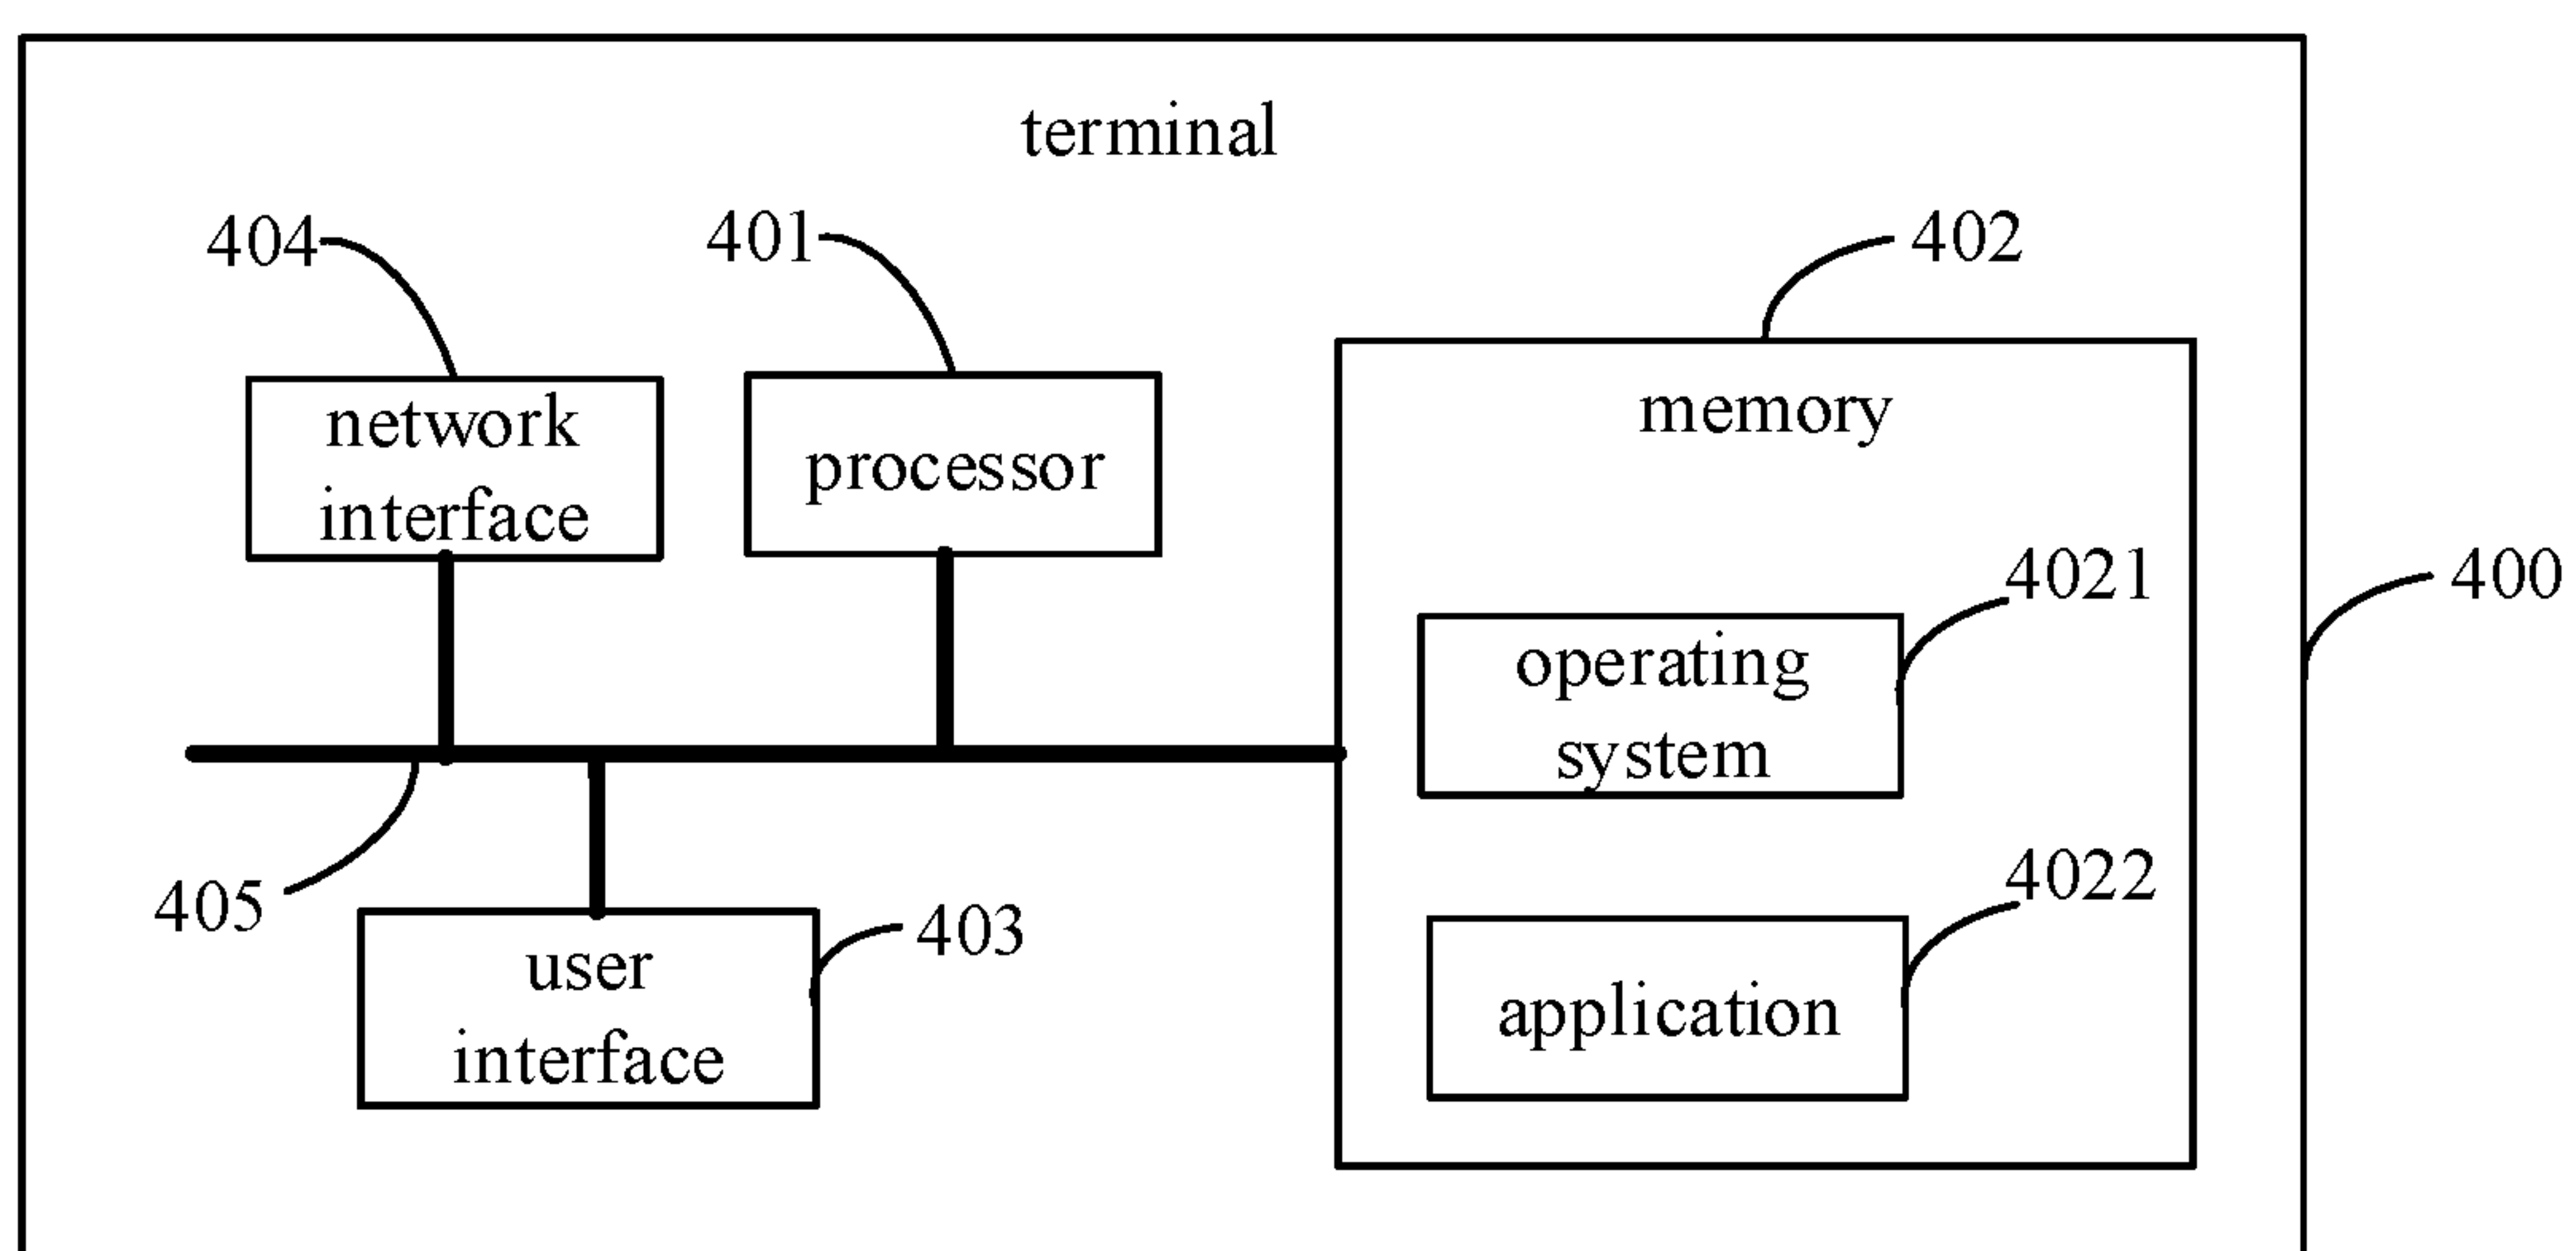 terminal
404
401
402
network
interface
processor
memory
4021
400
operating
system
4022
405
403
user
interface
application